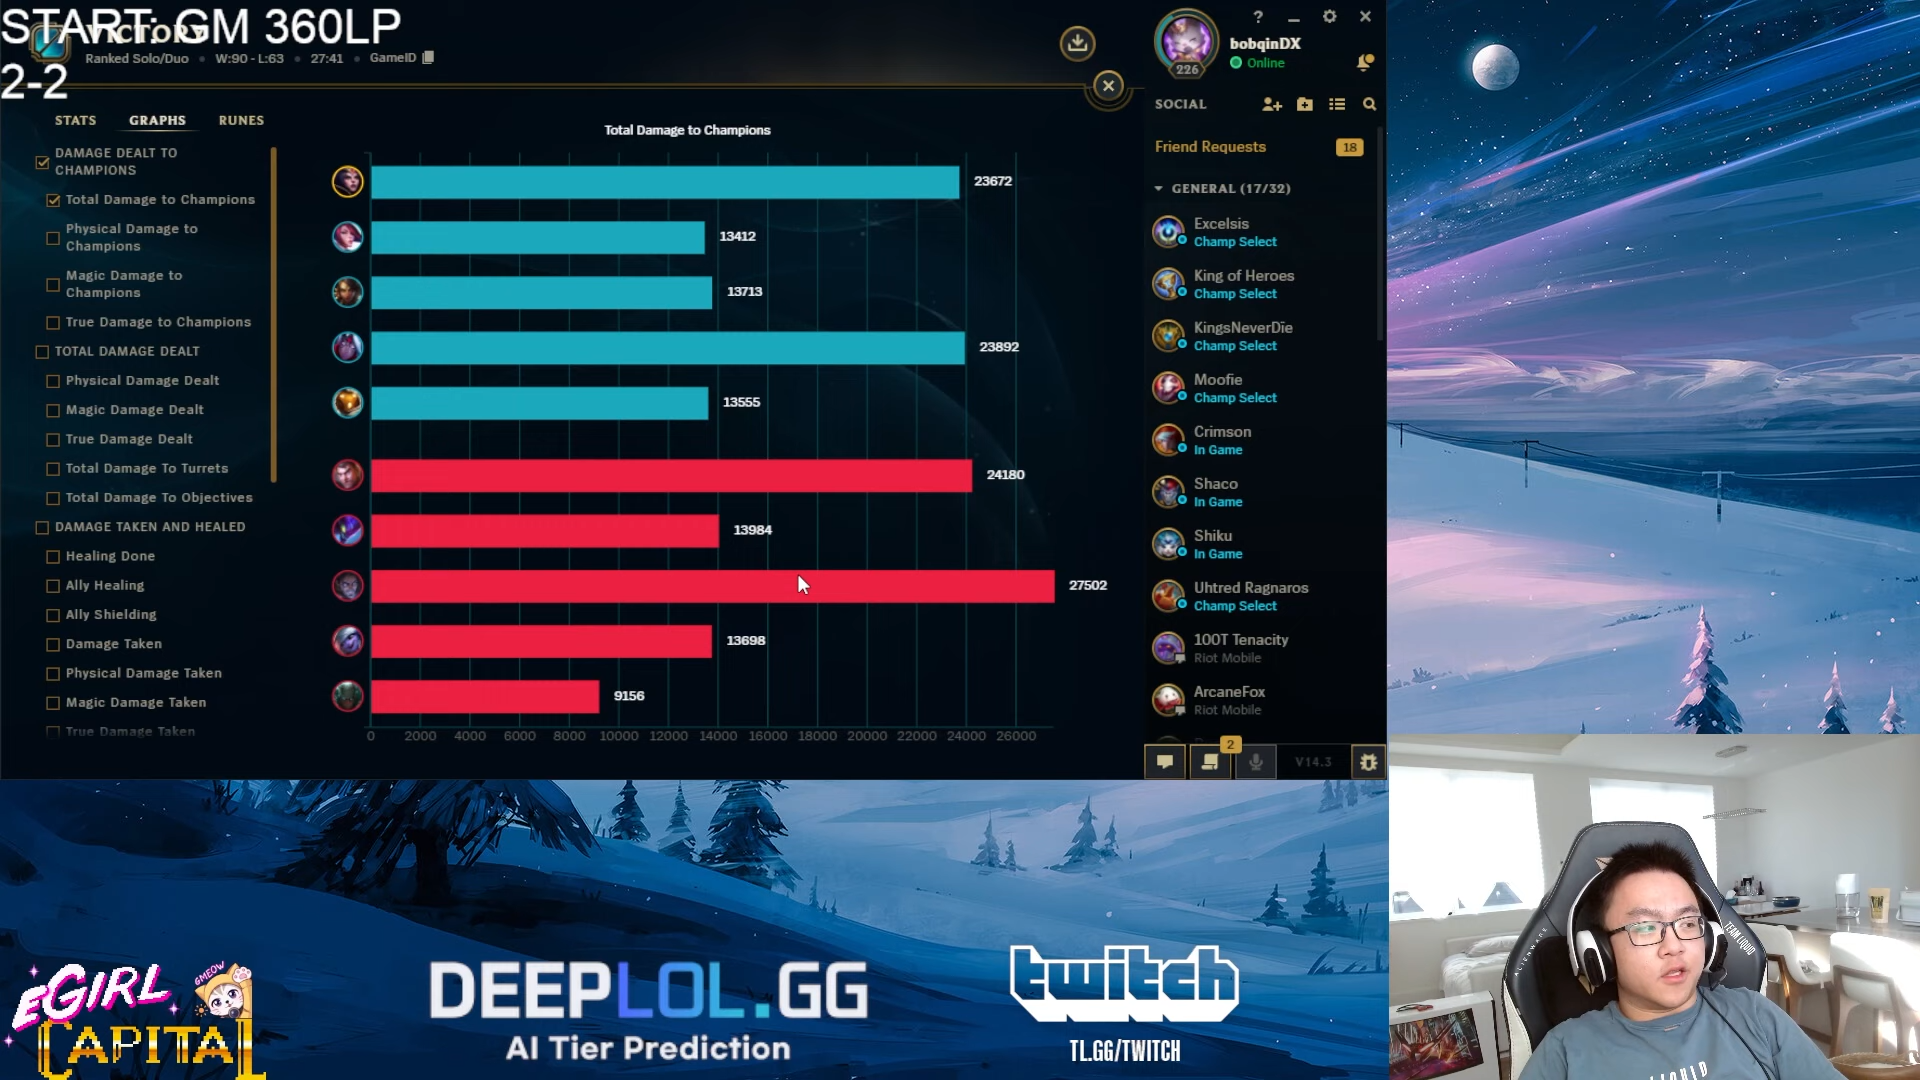 START: GM 360LP
VICTORY
Ranked Solo/Duo • W:90 - L:63 • 27:41 • GameID
2-2
STATS GRAPHS RUNES
DAMAGE DEALT TO
CHAMPIONS
Total Damage to Champions
Physical Damage to
Champions
Magic Damage to
Champions
True Damage to Champions
TOTAL DAMAGE DEALT
Physical Damage Dealt
Magic Damage Dealt
True Damage Dealt
Total Damage To Turrets
Total Damage To Objectives
DAMAGE TAKEN AND HEALED
Healing Done
Ally Healing
Ally Shielding
Damage Taken
Physical Damage Taken
Magic Damage Taken
True Damage Taken
Total Damage to Champions
23672
13412
13713
23892
13555
24180
13984
27502
13698
9156
0 2000 4000 6000 8000 10000 12000 14000 16000 18000 20000 22000 24000 26000
?
226
bobqinDX
Online
SOCIAL
Friend Requests 18
GENERAL (17/32)
Excelsis
Champ Select
King of Heroes
Champ Select
KingsNeverDie
Champ Select
Moofie
Champ Select
Crimson
In Game
Shaco
In Game
Shiku
In Game
Uhtred Ragnaros
Champ Select
100T Tenacity
Riot Mobile
ArcaneFox
Riot Mobile
2
V14.3
GMEOW
EGIRL
CAPITAL
DEEPLOL.GG
AI Tier Prediction
twitch
TL.GG/TWITCH
ALIENWARE
TEAM LIQUID